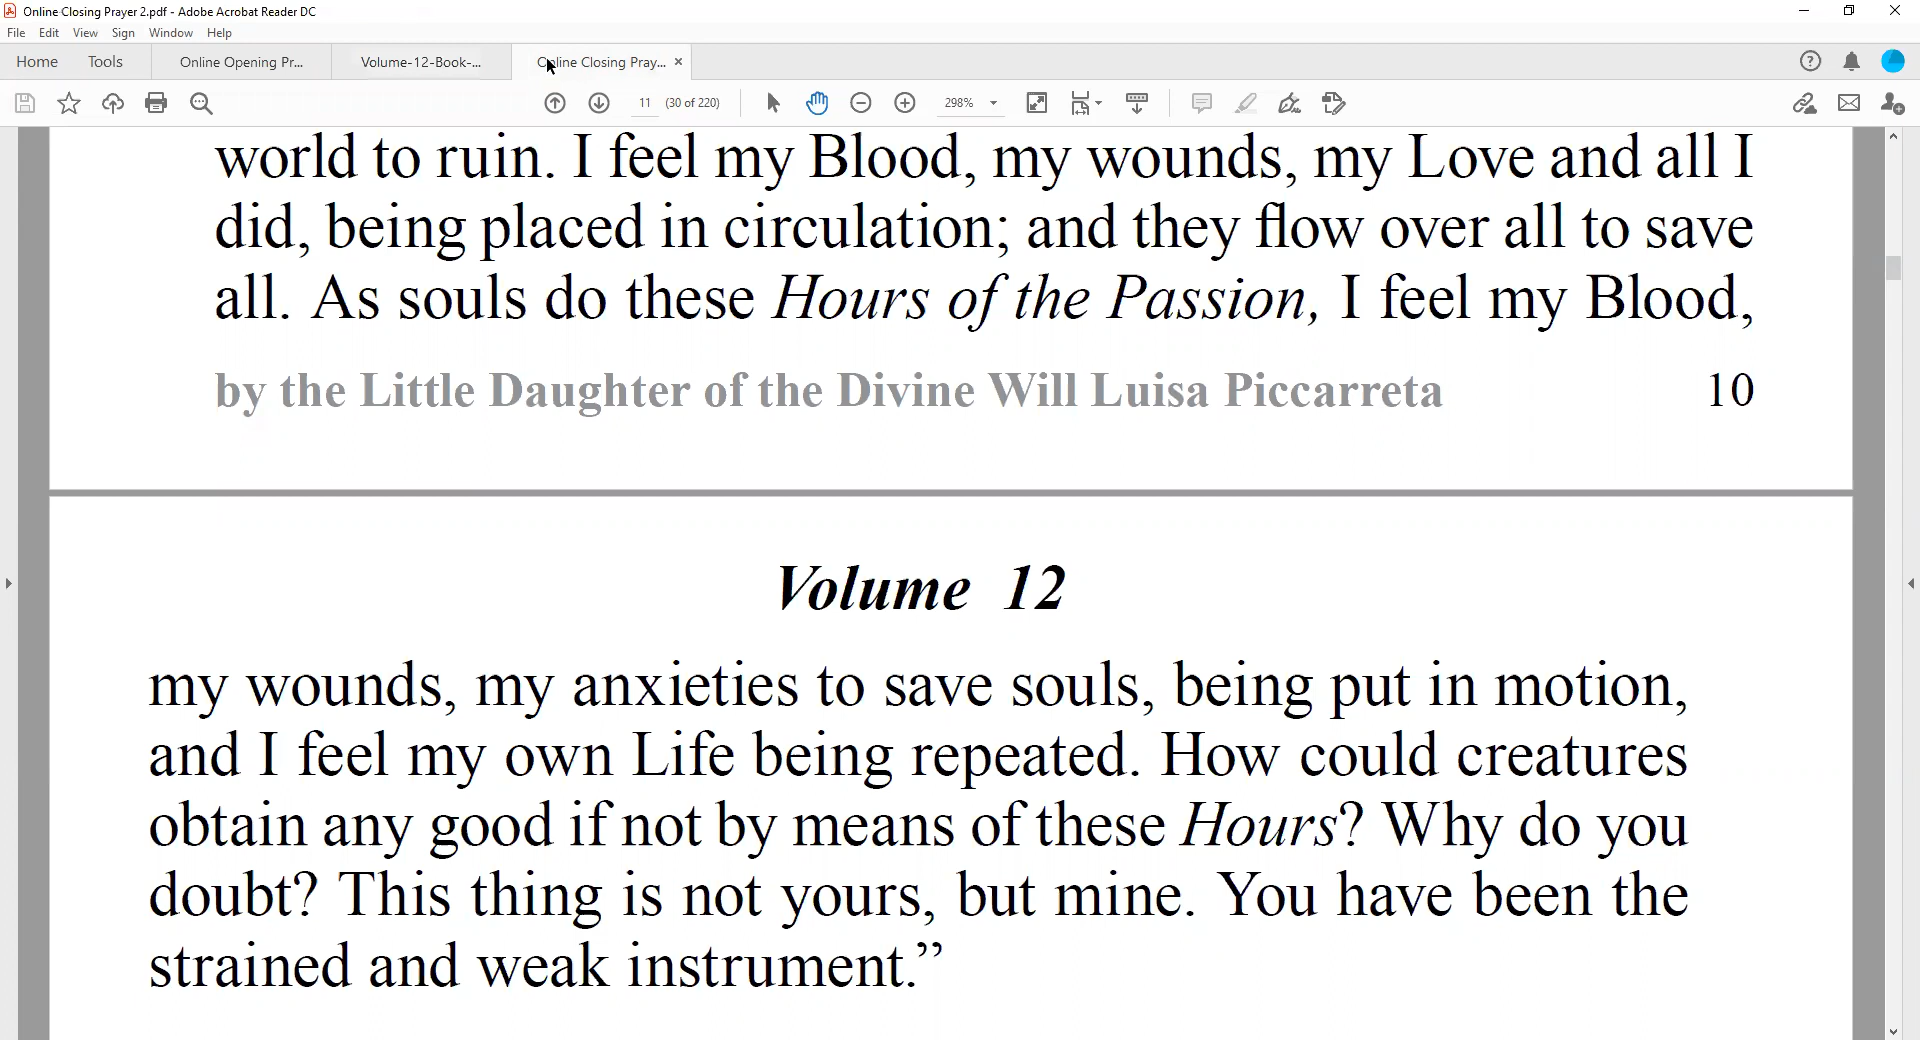 Online Closing Prayer 2.pdf - Adobe Acrobat Reader DC
File Edit View Sign Window Help
Home Tools Online Opening Pr... Volume-12-Book-... Online Closing Pray... ×
11 (30 of 220) 298%
world to ruin. I feel my Blood, my wounds, my Love and all I
did, being placed in circulation; and they flow over all to save
all. As souls do these Hours of the Passion, I feel my Blood,
by the Little Daughter of the Divine Will Luisa Piccarreta 10
Volume 12
my wounds, my anxieties to save souls, being put in motion,
and I feel my own Life being repeated. How could creatures
obtain any good if not by means of these Hours? Why do you
doubt? This thing is not yours, but mine. You have been the
strained and weak instrument.”